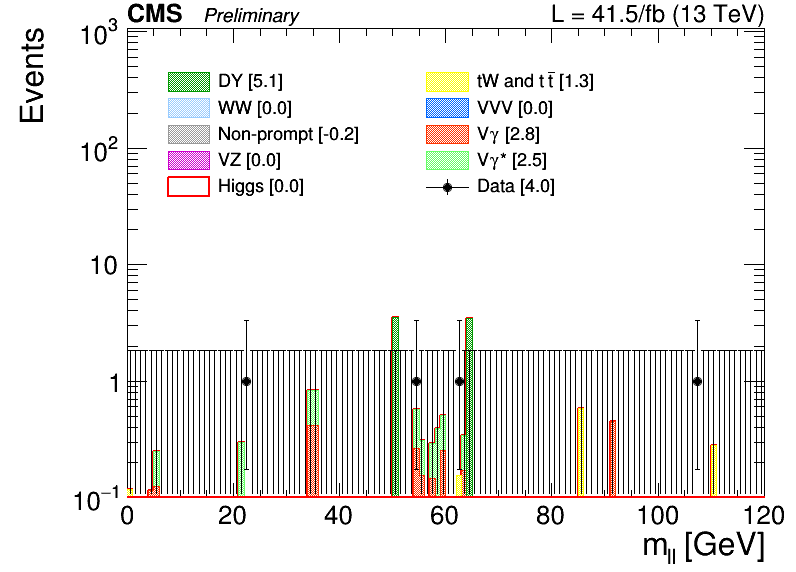 CMS Preliminary L = 41.5/fb (13 TeV)
Events
10³
10²
10
1
10⁻¹
DY [5.1]
WW [0.0]
Non-prompt [-0.2]
VZ [0.0]
Higgs [0.0]
tW and tt̅ [1.3]
VVV [0.0]
Vγ [2.8]
Vγ* [2.5]
Data [4.0]
0 20 40 60 80 100 120
m_ll [GeV]